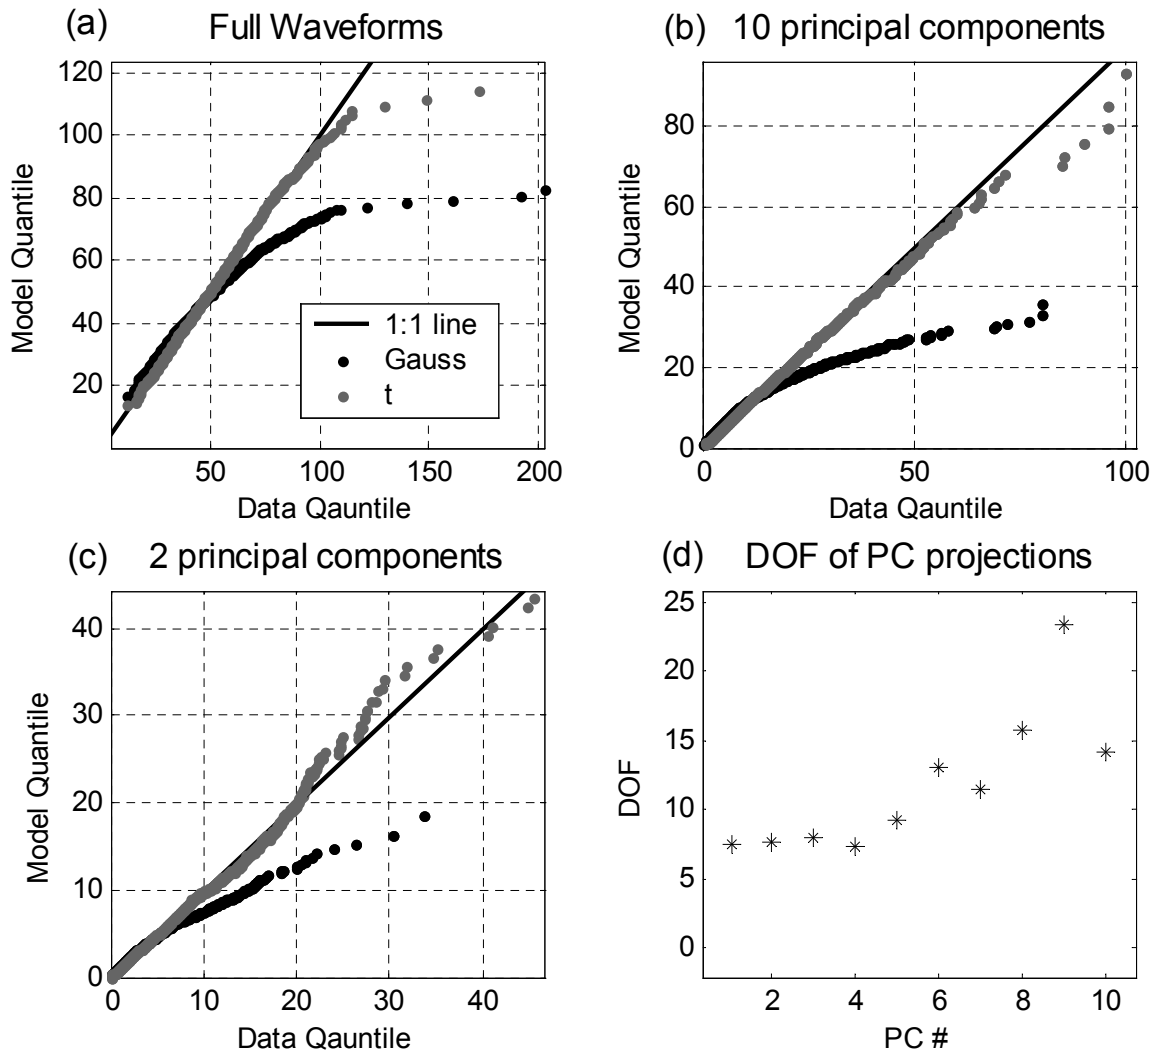 (a) Full Waveforms
120
100
80
60
40
20
50 100 150 200
Model Quantile
Data Qauntile
1:1 line
Gauss
t
(b) 10 principal components
80
60
40
20
0
0 50 100
Model Quantile
Data Qauntile
(c) 2 principal components
40
30
20
10
0
0 10 20 30 40
Model Quantile
Data Qauntile
(d) DOF of PC projections
25
20
15
10
5
0
2 4 6 8 10
DOF
PC #